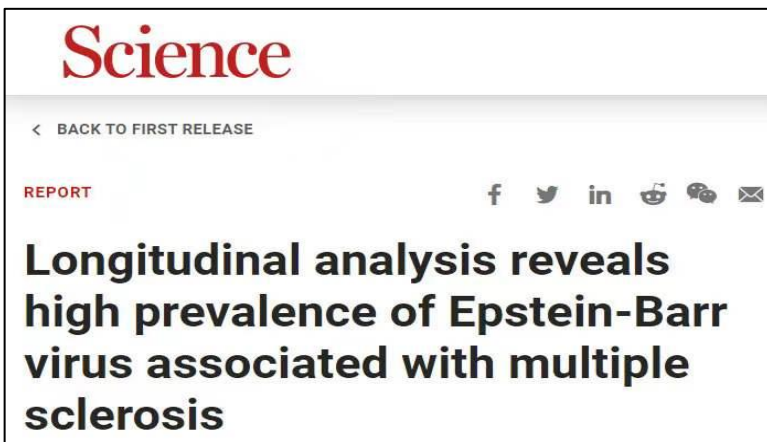 Science
< BACK TO FIRST RELEASE
REPORT
Longitudinal analysis reveals
high prevalence of Epstein-Barr
virus associated with multiple
sclerosis